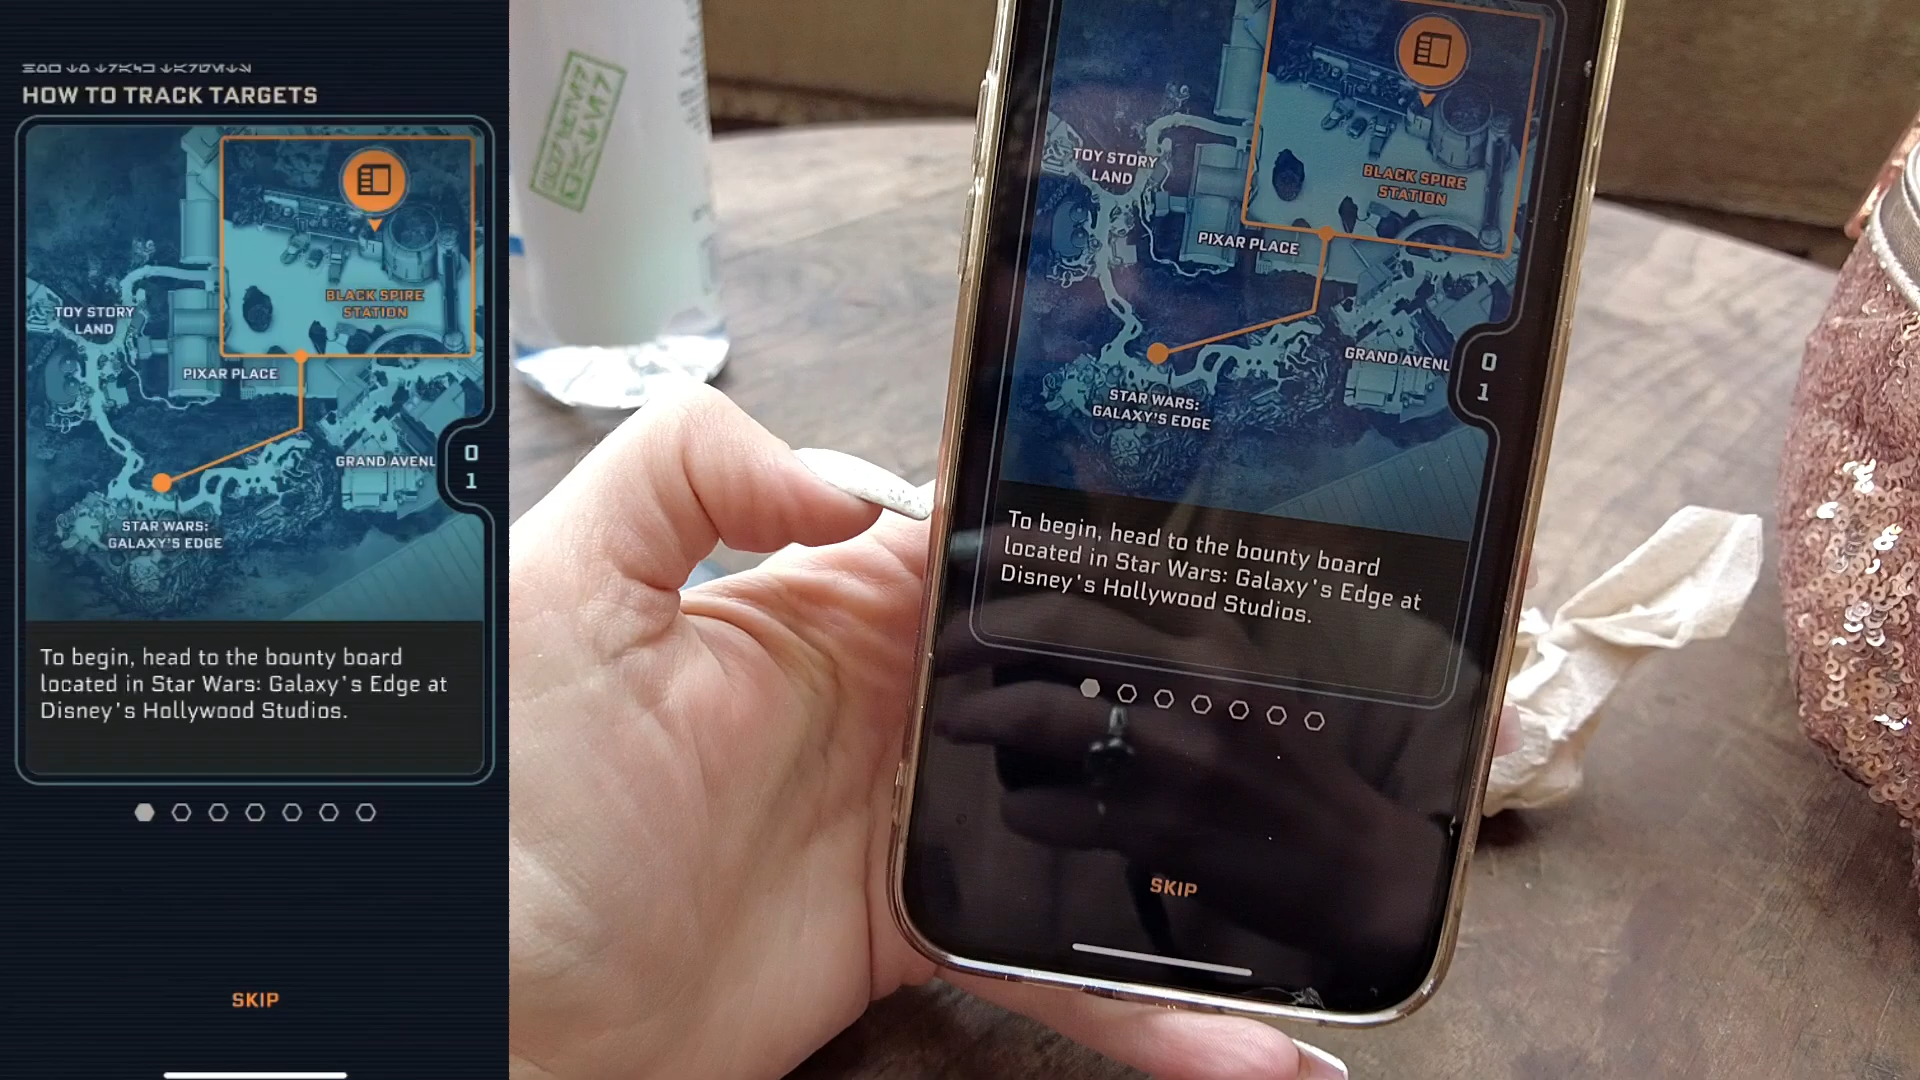 HOW TO TRACK TARGETS
BLACK SPIRE
STATION
TOY STORY
LAND
PIXAR PLACE
GRAND AVENU
STAR WARS:
GALAXY'S EDGE
0
1
To begin, head to the bounty board
located in Star Wars: Galaxy's Edge at
Disney's Hollywood Studios.
SKIP
TOY STORY
LAND
BLACK SPIRE
STATION
PIXAR PLACE
GRAND AVENU
STAR WARS:
GALAXY'S EDGE
0
1
To begin, head to the bounty board
located in Star Wars: Galaxy's Edge at
Disney's Hollywood Studios.
SKIP